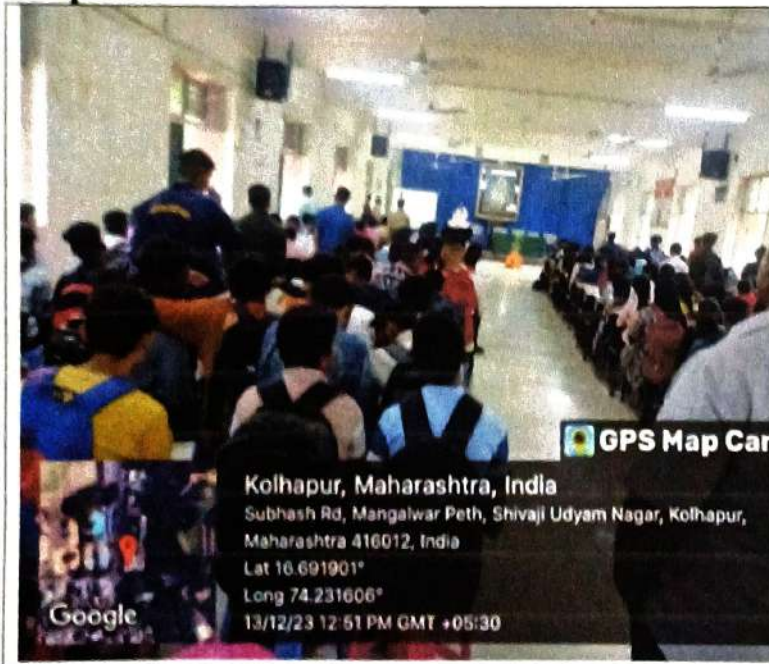 GPS Map Car
Kolhapur, Maharashtra, India
Subhash Rd, Mangalwar Peth, Shivaji Udyam Nagar, Kolhapur,
Maharashtra 416012, India
Lat 16.691901°
Long 74.231606°
13/12/23 12:51 PM GMT +05:30
Google